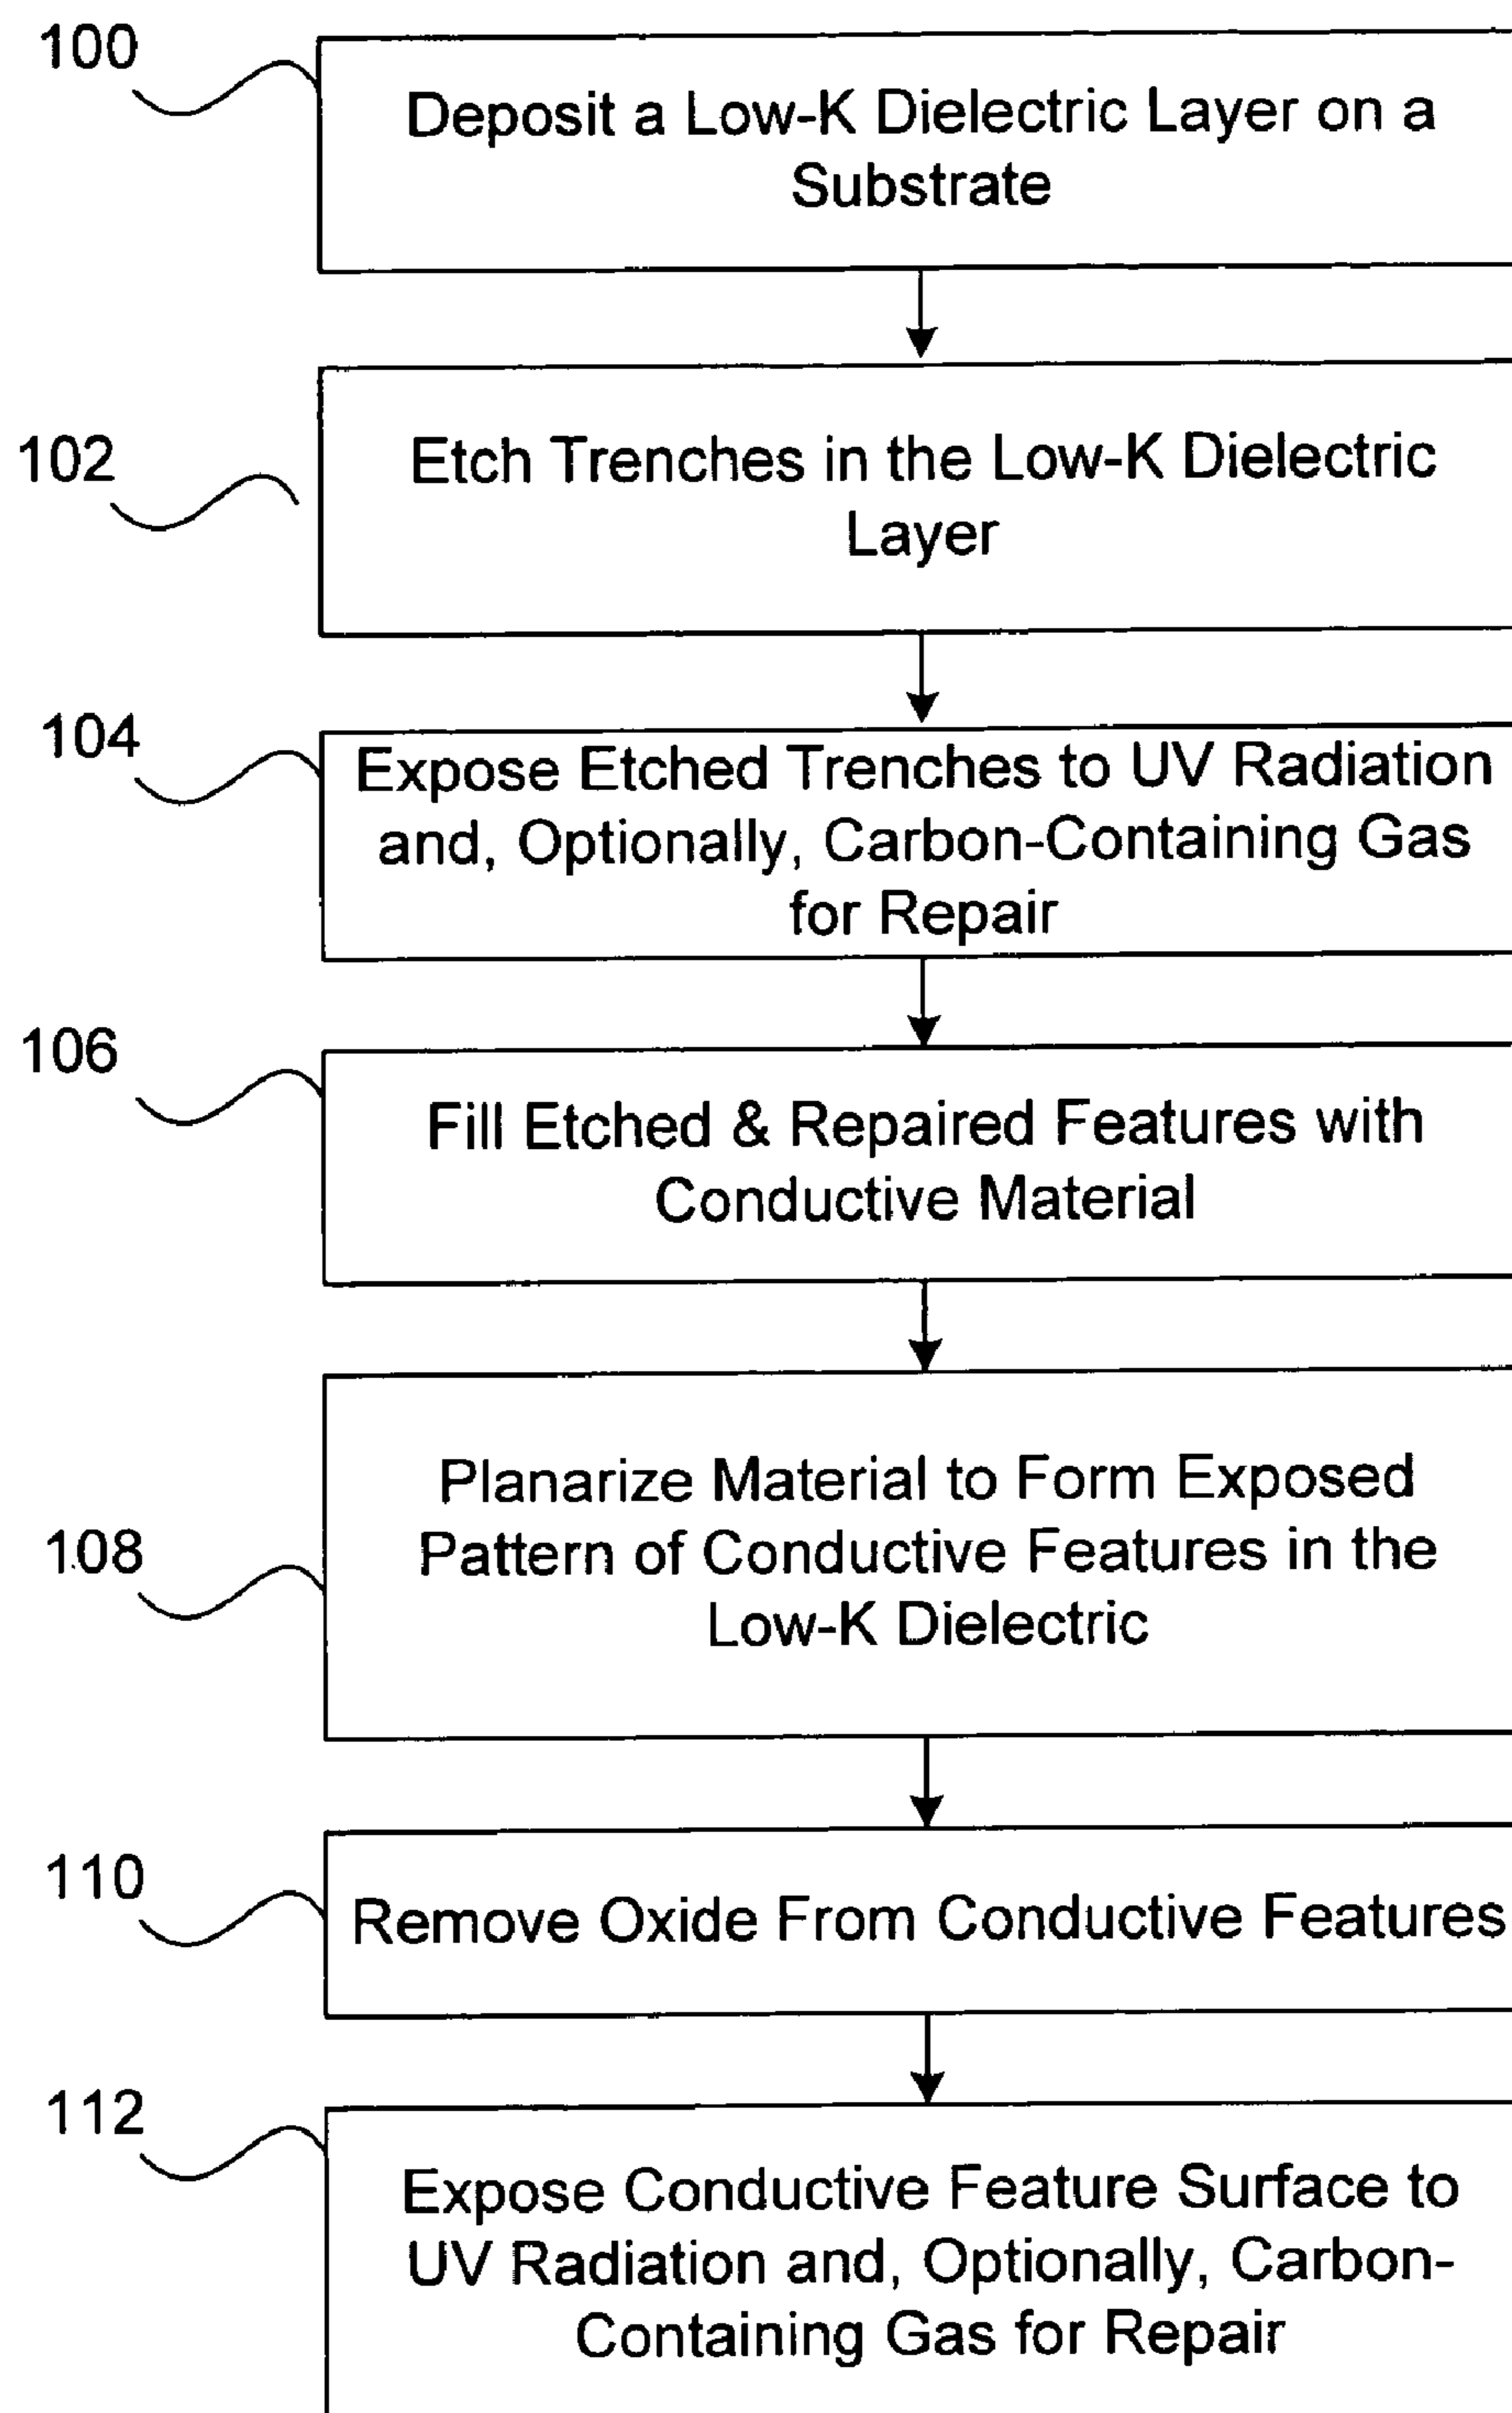 100
Deposit a Low-K Dielectric Layer on a
Substrate
102
Etch Trenches in the Low-K Dielectric
Layer
104
Expose Etched Trenches to UV Radiation
and, Optionally, Carbon-Containing Gas
for Repair
106
Fill Etched & Repaired Features with
Conductive Material
Planarize Material to Form Exposed
108
Pattern of Conductive Features in the
Low-K Dielectric
110
Remove Oxide From Conductive Features
112
Expose Conductive Feature Surface to
UV Radiation and, Optionally, Carbon-
Containing Gas for Repair